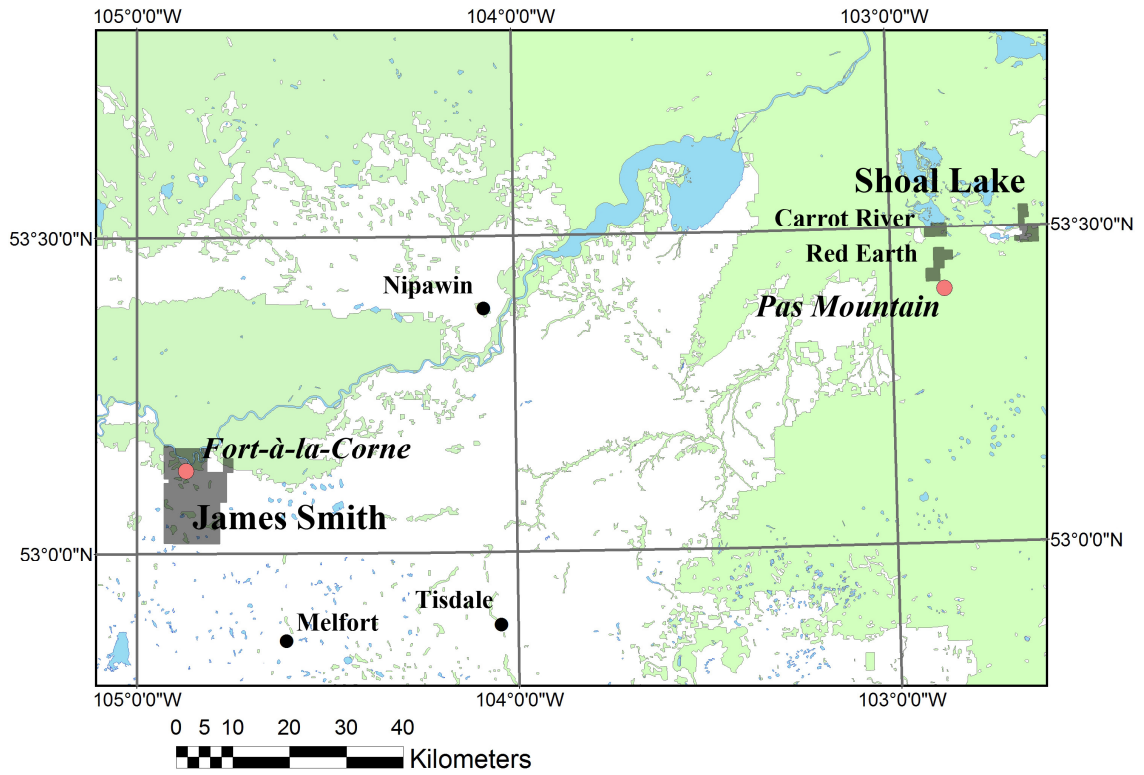 105°0'0"W 104°0'0"W 103°0'0"W
Shoal Lake
Carrot River
53°30'0"N 53°30'0"N
Red Earth
Nipawin
Pas Mountain
Fort-à-la-Corne
James Smith
53°0'0"N 53°0'0"N
Tisdale
Melfort
105°0'0"W 104°0'0"W 103°0'0"W
0 5 10 20 30 40
Kilometers